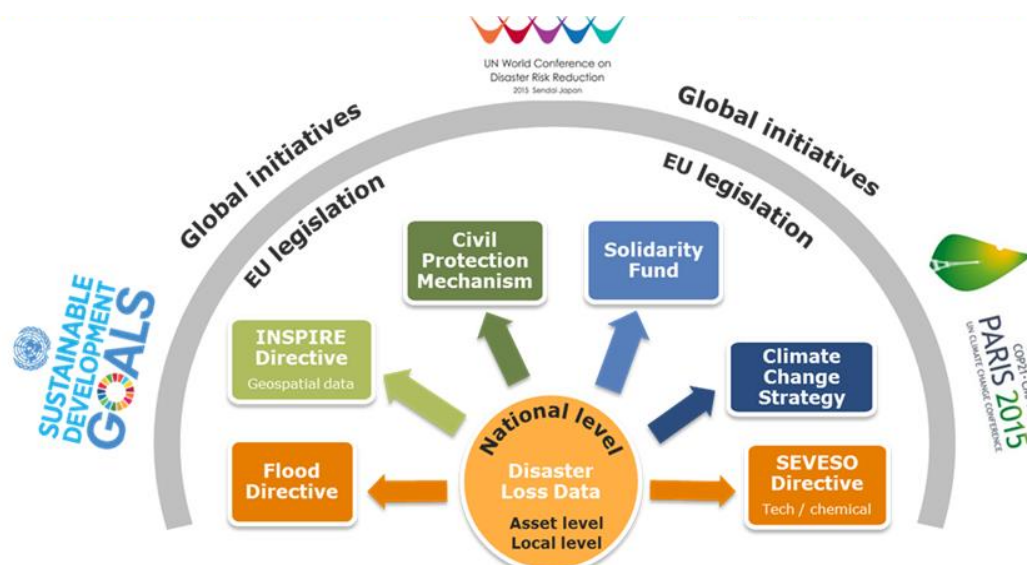 UN World Conference on
Disaster Risk Reduction
2015 Sendai Japan
Global initiatives
Global initiatives
EU legislation
EU legislation
Civil
Protection
Mechanism
Solidarity
Fund
INSPIRE
Directive
Geospatial data
Climate
Change
Strategy
Flood
Directive
SEVESO
Directive
Tech / chemical
National level
Disaster
Loss Data
Asset level
Local level
SUSTAINABLE
DEVELOPMENT
GOALS
PARIS 2015
UN CLIMATE CHANGE CONFERENCE